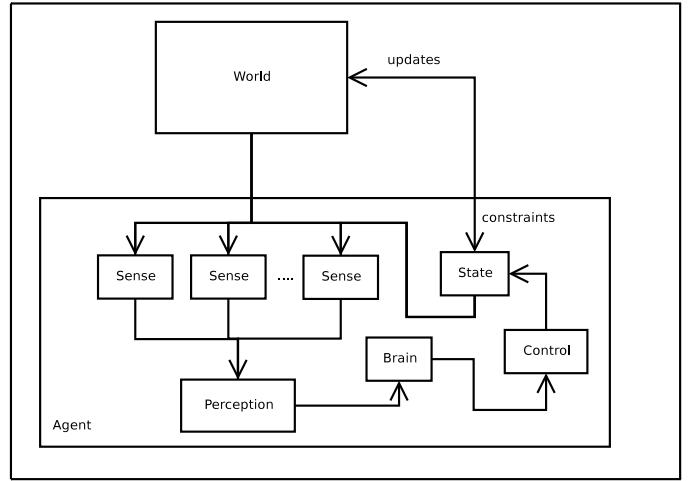 updates
World
constraints
Sense
Sense
....
Sense
State
Control
Brain
Perception
Agent